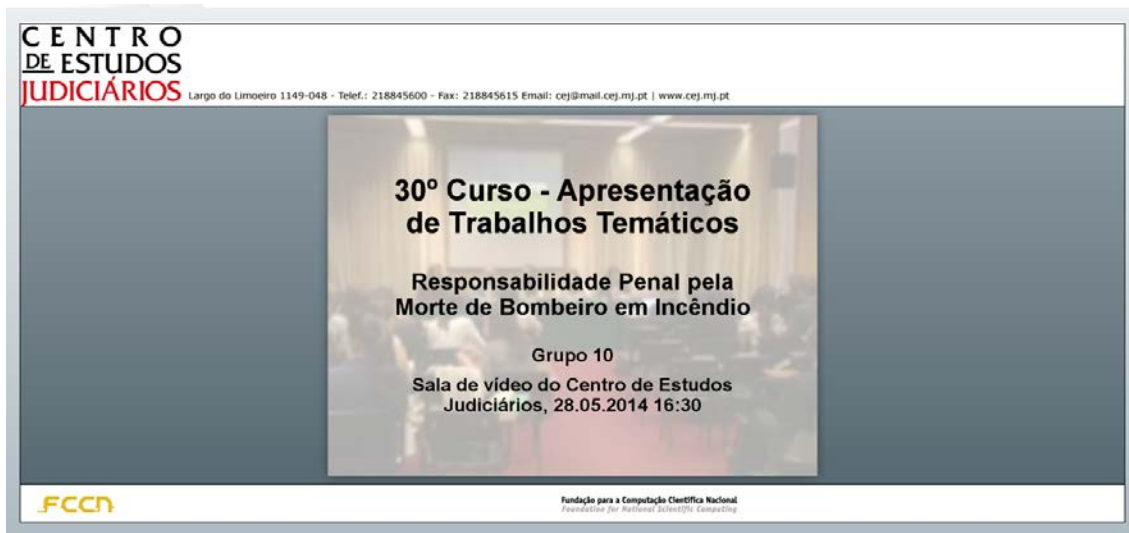 CENTRO
DE ESTUDOS
JUDICIÁRIOS
Largo do Limoeiro 1149-048 - Telef.: 218845600 - Fax: 218845615 Email: cej@mail.cej.mj.pt | www.cej.mj.pt
30º Curso - Apresentação
de Trabalhos Temáticos
Responsabilidade Penal pela
Morte de Bombeiro em Incêndio
Grupo 10
Sala de vídeo do Centro de Estudos
Judiciários, 28.05.2014 16:30
FCCN
Fundação para a Computação Científica Nacional
Foundation for National Scientific Computing